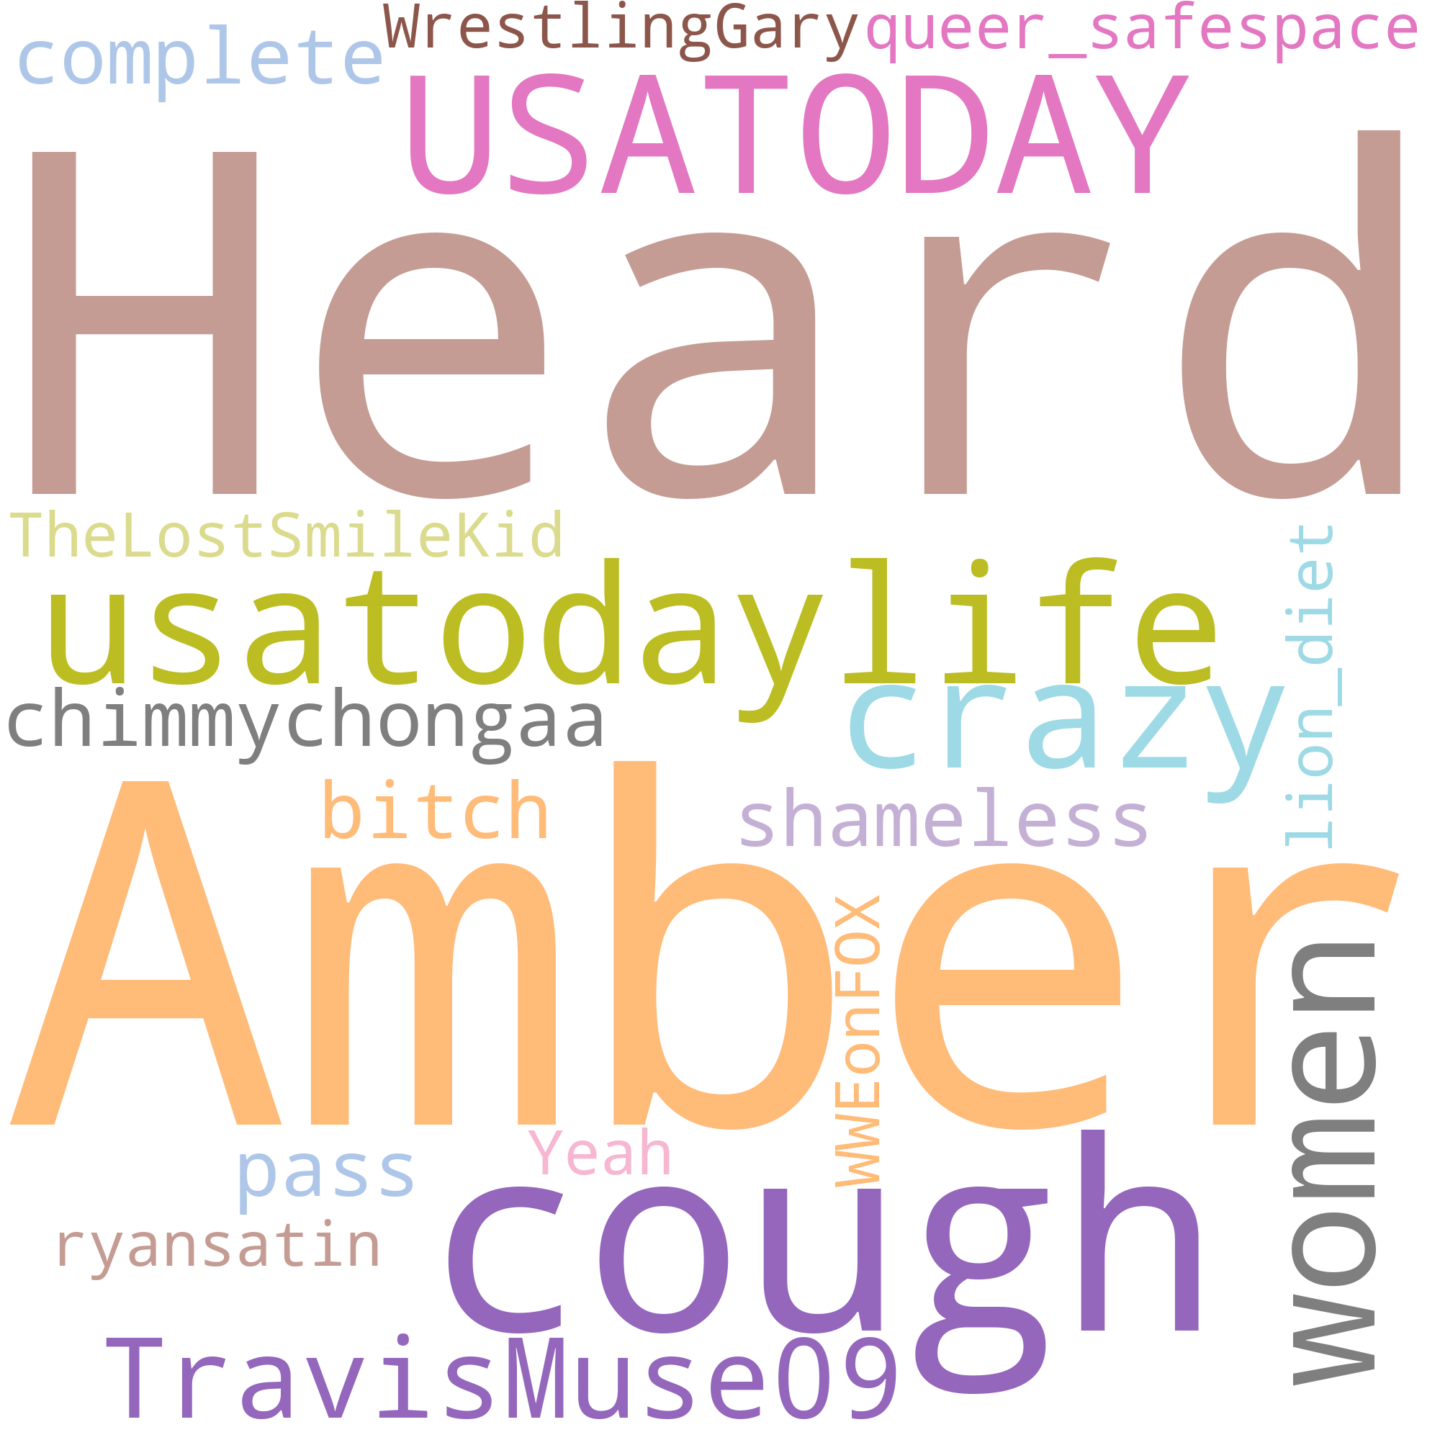 complete
WrestlingGary
queer_safespace
USATODAY
Heard
TheLostSmileKid
usatodaylife
lion_diet
chimmychongaa
crazy
bitch
shameless
Amber
WWEonFOX
women
pass
Yeah
cough
ryansatin
TravisMuse09